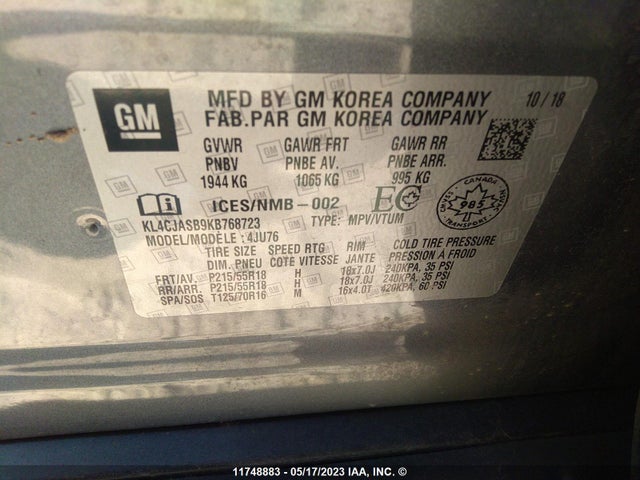 GM
MFD BY GM KOREA COMPANY 10/18
FAB.PAR GM KOREA COMPANY
GVWR GAWR FRT GAWR RR
PNBV PNBE AV. PNBE ARR.
1944 KG 1065 KG 995 KG
ICES/NMB-002 EC
CANADA
985
KL4CJASB9KB768723 TYPE: MPV/VTUM
MODEL/MODÈLE: 4JU76
TIRE SIZE SPEED RTG RIM COLD TIRE PRESSURE
DIM. PNEU COTE VITESSE JANTE PRESSION À FROID
FRT/AV. P215/55R18 H 18x7.0J 240KPA, 35 PSI
RR/ARR. P215/55R18 H 18x7.0J 240KPA, 35 PSI
SPA/SOS T125/70R16 M 16x4.0T 420KPA, 60 PSI
11748883 - 05/17/2023 IAA, INC. ©